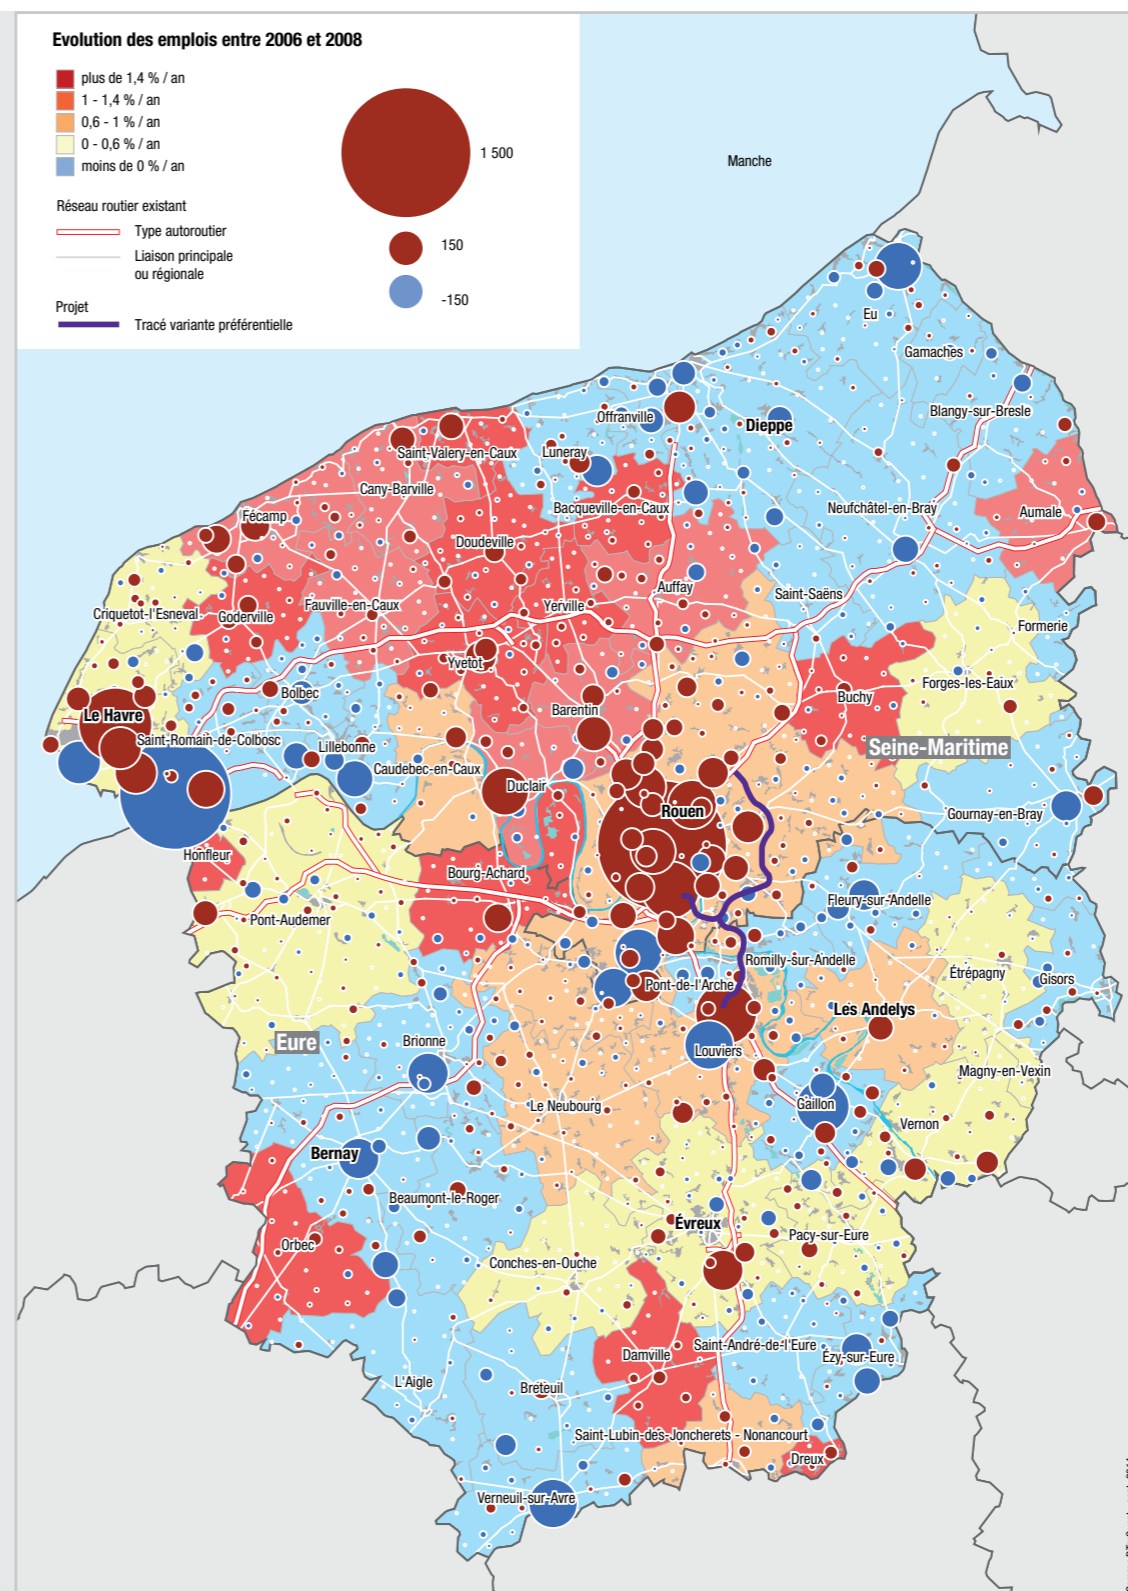 Evolution des emplois entre 2006 et 2008
plus de 1,4 % / an
1 - 1,4 % / an
0,6 - 1 % / an
0 - 0,6 % / an
moins de 0 % / an
1 500
150
-150
Réseau routier existant
Type autoroutier
Liaison principale
ou régionale
Projet
Tracé variante préférentielle
Manche
Eu
Gamaches
Blangy-sur-Bresle
Offranville
Dieppe
Saint-Valery-en-Caux
Luneray
Cany-Barville
Bacqueville-en-Caux
Neufchâtel-en-Bray
Aumale
Fécamp
Doudeville
Auffay
Saint-Saëns
Criquetot-l'Esneval
Goderville
Fauville-en-Caux
Yerville
Formerie
Yvetot
Forges-les-Eaux
Bolbec
Buchy
Barentin
Le Havre
Saint-Romain-de-Colbosc
Lillebonne
Seine-Maritime
Caudebec-en-Caux
Duclair
Rouen
Gournay-en-Bray
Honfleur
Bourg-Achard
Fleury-sur-Andelle
Pont-Audemer
Romilly-sur-Andelle
Étrépagny
Gisors
Pont-de-l'Arche
Les Andelys
Eure
Brionne
Louviers
Magny-en-Vexin
Le Neubourg
Gaillon
Vernon
Bernay
Beaumont-le-Roger
Évreux
Pacy-sur-Eure
Orbec
Conches-en-Ouche
Saint-André-de-l'Eure
Damville
Ézy-sur-Eure
L'Aigle
Breteuil
Saint-Lubin-des-Joncherets - Nonancourt
Dreux
Verneuil-sur-Avre